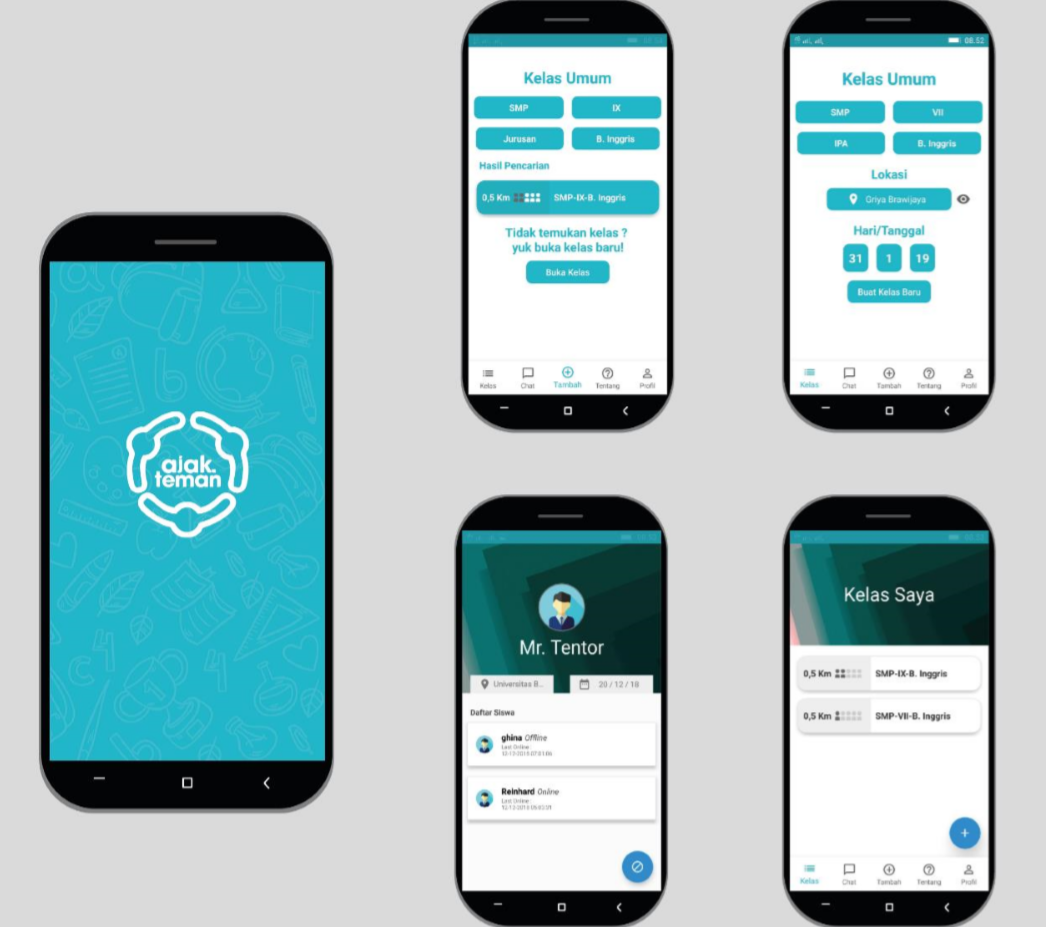 ajak.
teman
Kelas Umum
SMP
IX
Jurusan
B. Inggris
Hasil Pencarian
0,5 Km
SMP-IX-B. Inggris
Tidak temukan kelas ?
yuk buka kelas baru!
Buka Kelas
Kelas
Chat
Tambah
Tentang
Profil
08.52
Kelas Umum
SMP
VII
IPA
B. Inggris
Lokasi
Griya Brawijaya
Hari/Tanggal
31
1
19
Buat Kelas Baru
Kelas
Chat
Tambah
Tentang
Profil
Mr. Tentor
Universitas B...
20 / 12 / 18
Daftar Siswa
ghina Offline
Last Online
Reinhard Online
Last Online
Kelas Saya
0,5 Km
SMP-IX-B. Inggris
0,5 Km
SMP-VII-B. Inggris
Kelas
Chat
Tambah
Tentang
Profil